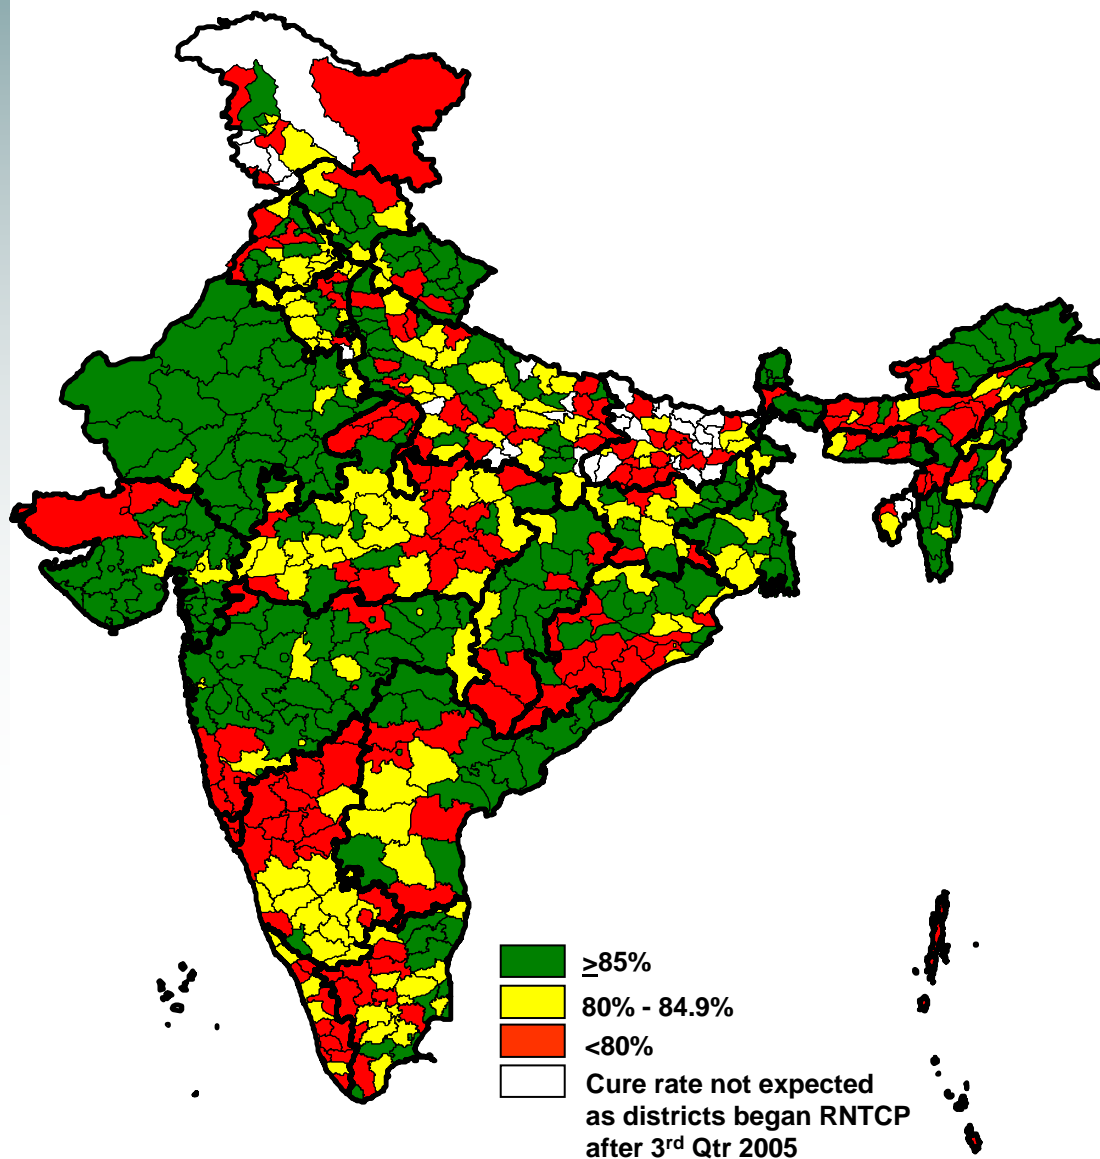 ≥85%
80% - 84.9%
<80%
Cure rate not expected
as districts began RNTCP
after 3rd Qtr 2005